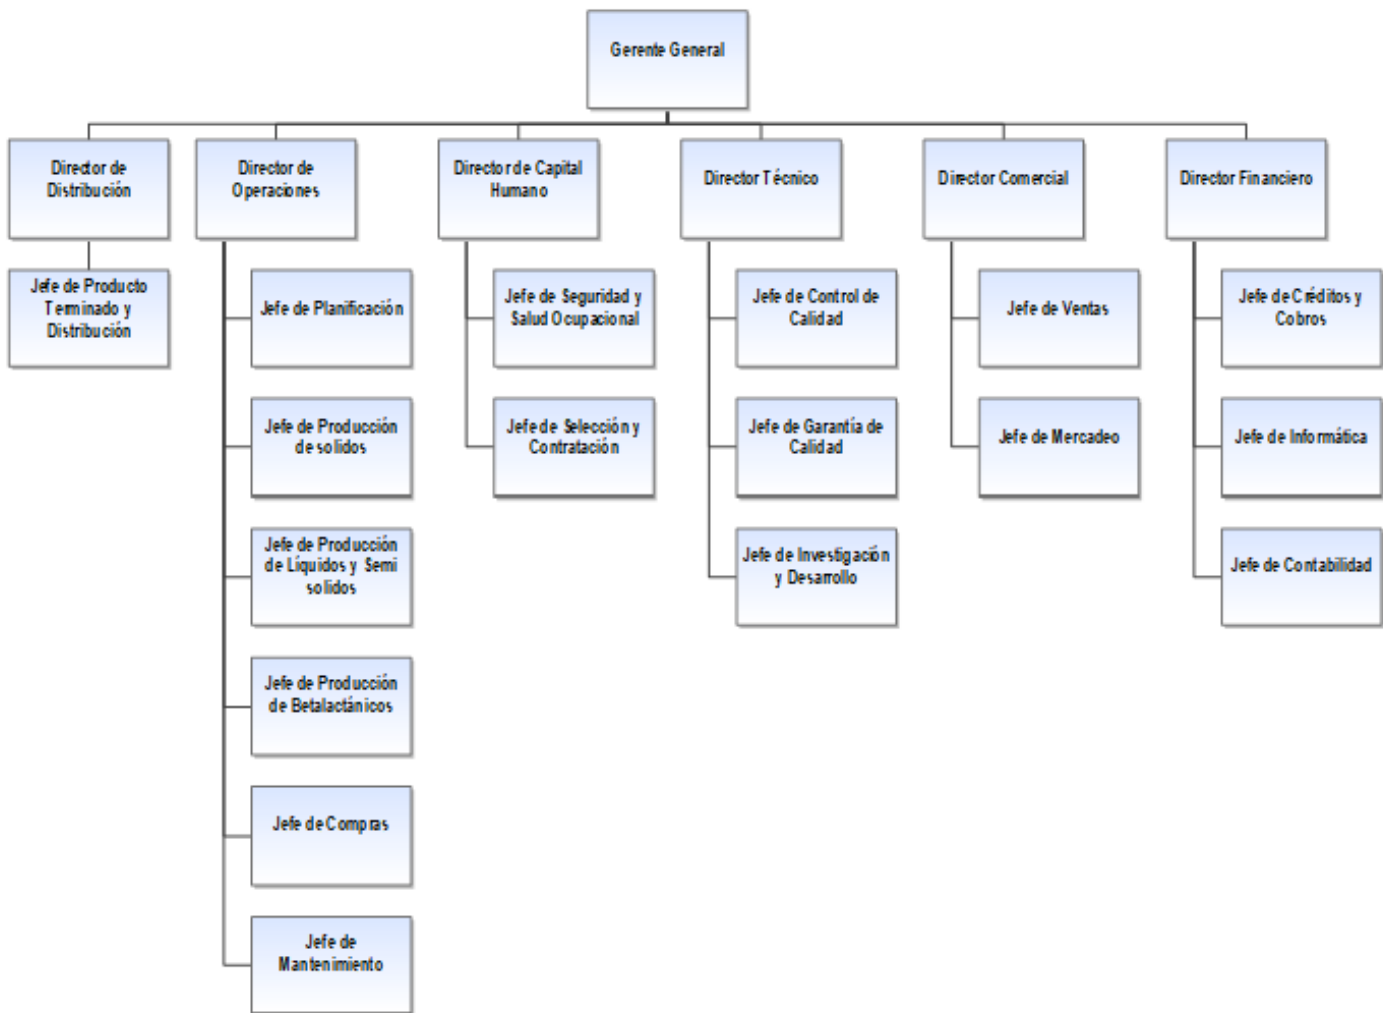 Gerente General
Director de
Distribución
Director de
Operaciones
Director de Capital
Humano
Director Técnico
Director Comercial
Director Financiero
Jefe de Producto
Terminado y
Distribución
Jefe de Planificación
Jefe de Producción
de solidos
Jefe de Producción
de Líquidos y Semi
solidos
Jefe de Producción
de Betalactánicos
Jefe de Compras
Jefe de
Mantenimiento
Jefe de Seguridad y
Salud Ocupacional
Jefe de Selección y
Contratación
Jefe de Control de
Calidad
Jefe de Garantía de
Calidad
Jefe de Investigación
y Desarrollo
Jefe de Ventas
Jefe de Mercadeo
Jefe de Créditos y
Cobros
Jefe de Informática
Jefe de Contabilidad